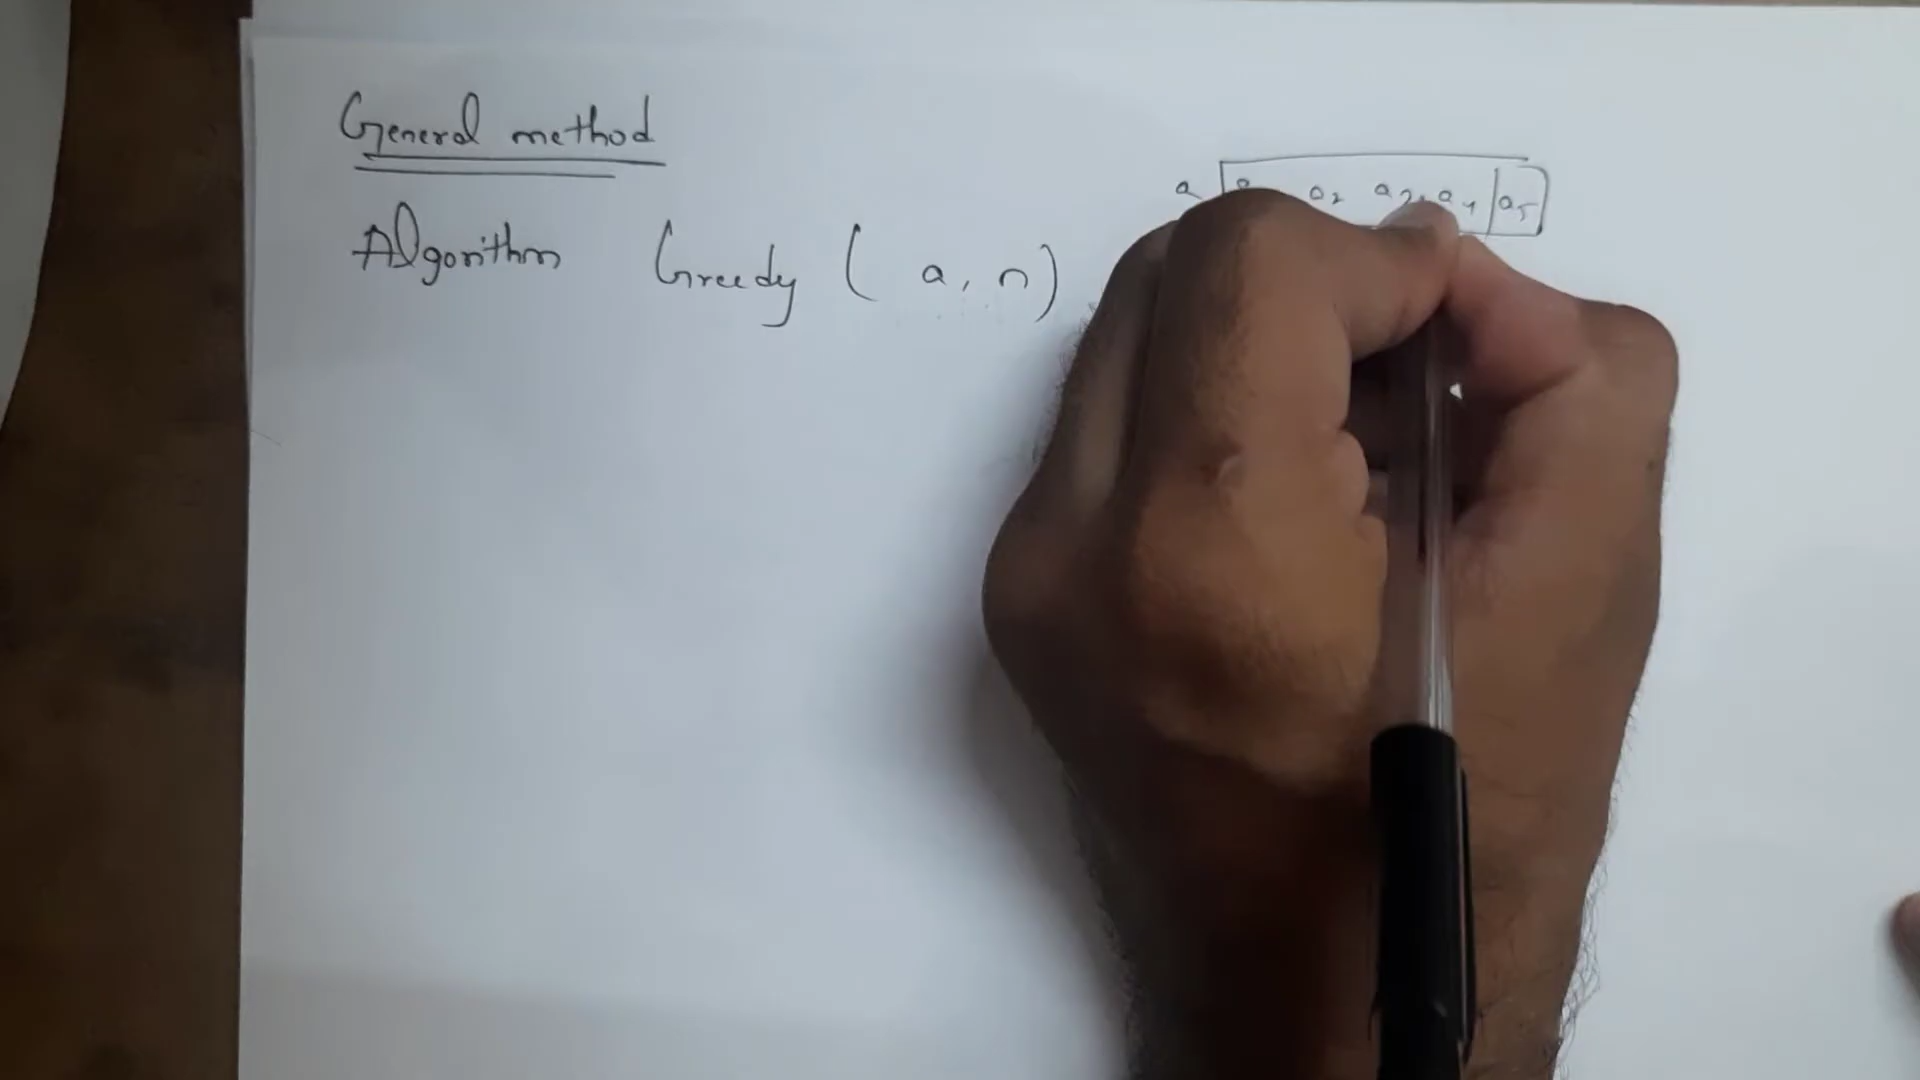 General method
a a₂ a₃ a₄ a₅
Algorithm Greedy ( a, n)